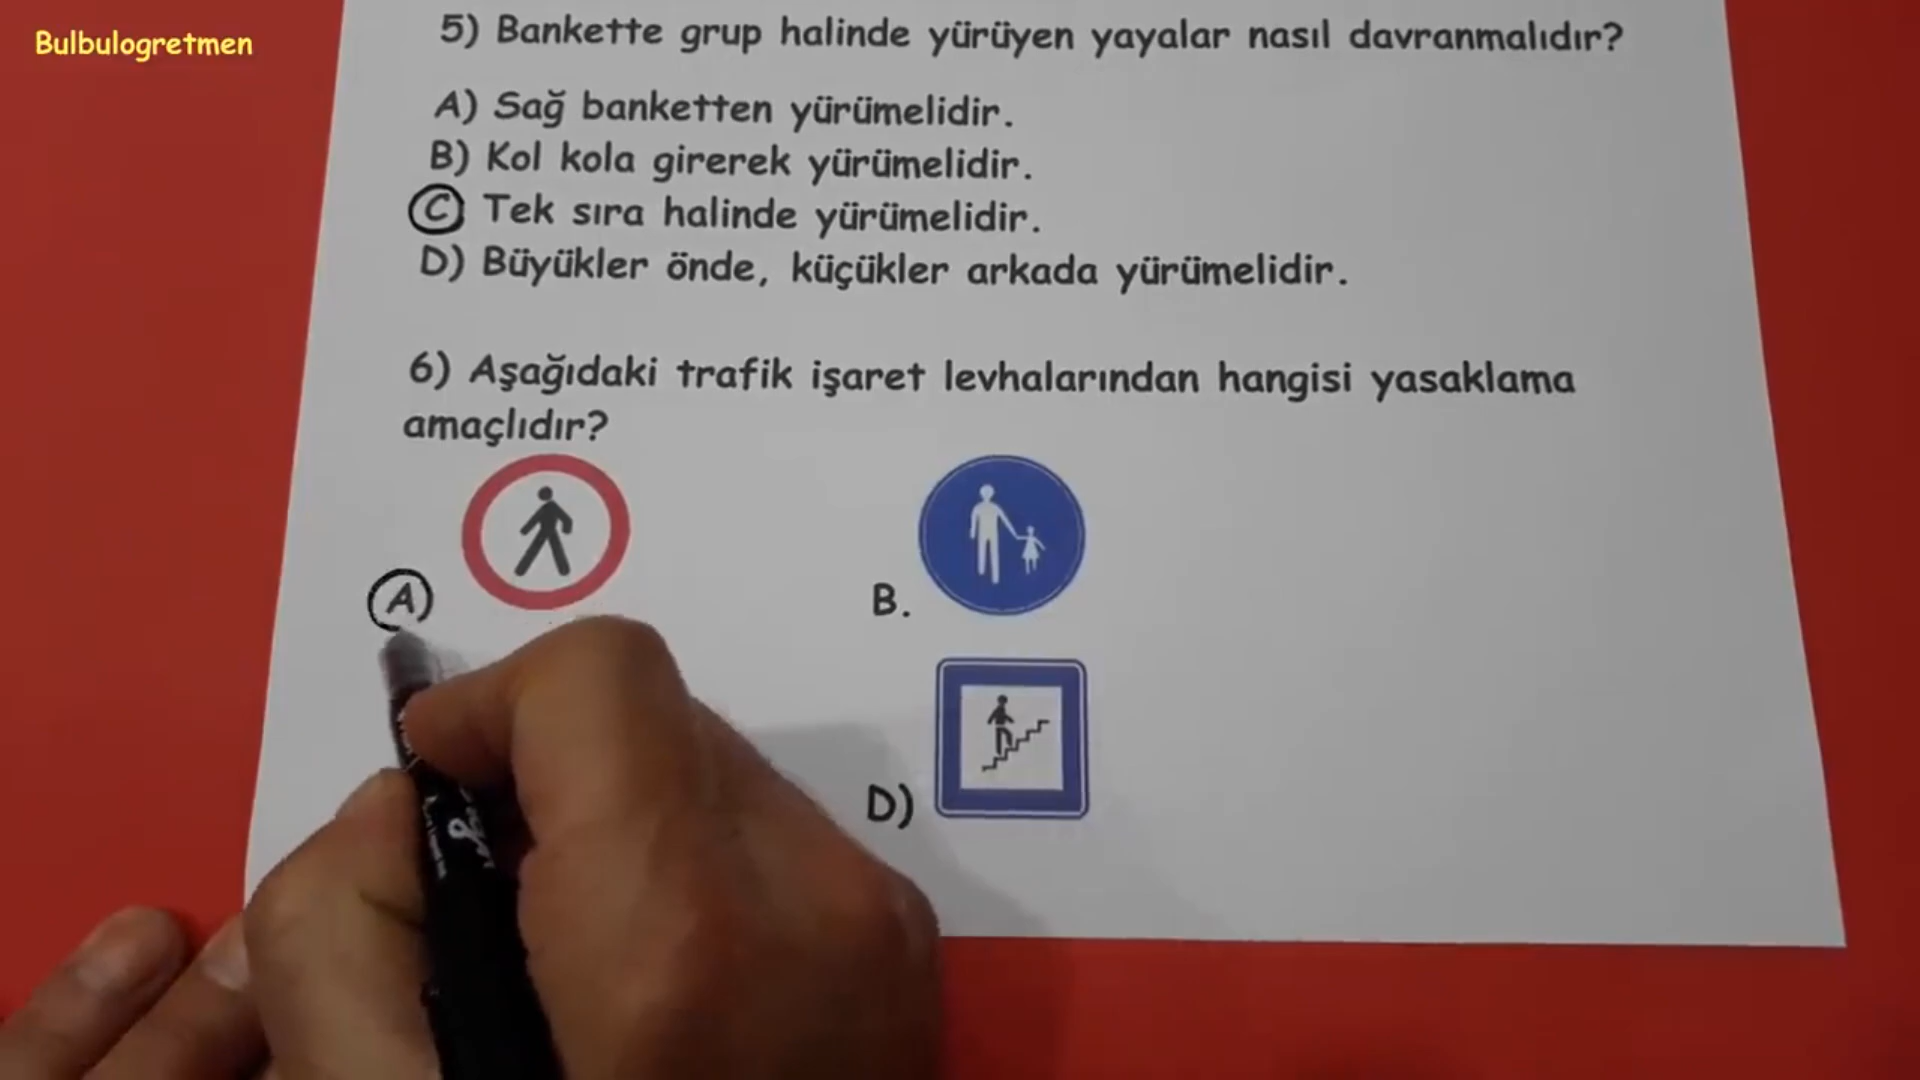 Bulbulogretmen
5) Bankette grup halinde yürüyen yayalar nasıl davranmalıdır?
A) Sağ banketten yürümelidir.
B) Kol kola girerek yürümelidir.
C) Tek sıra halinde yürümelidir.
D) Büyükler önde, küçükler arkada yürümelidir.
6) Aşağıdaki trafik işaret levhalarından hangisi yasaklama
amaçlıdır?
A)
B.
D)